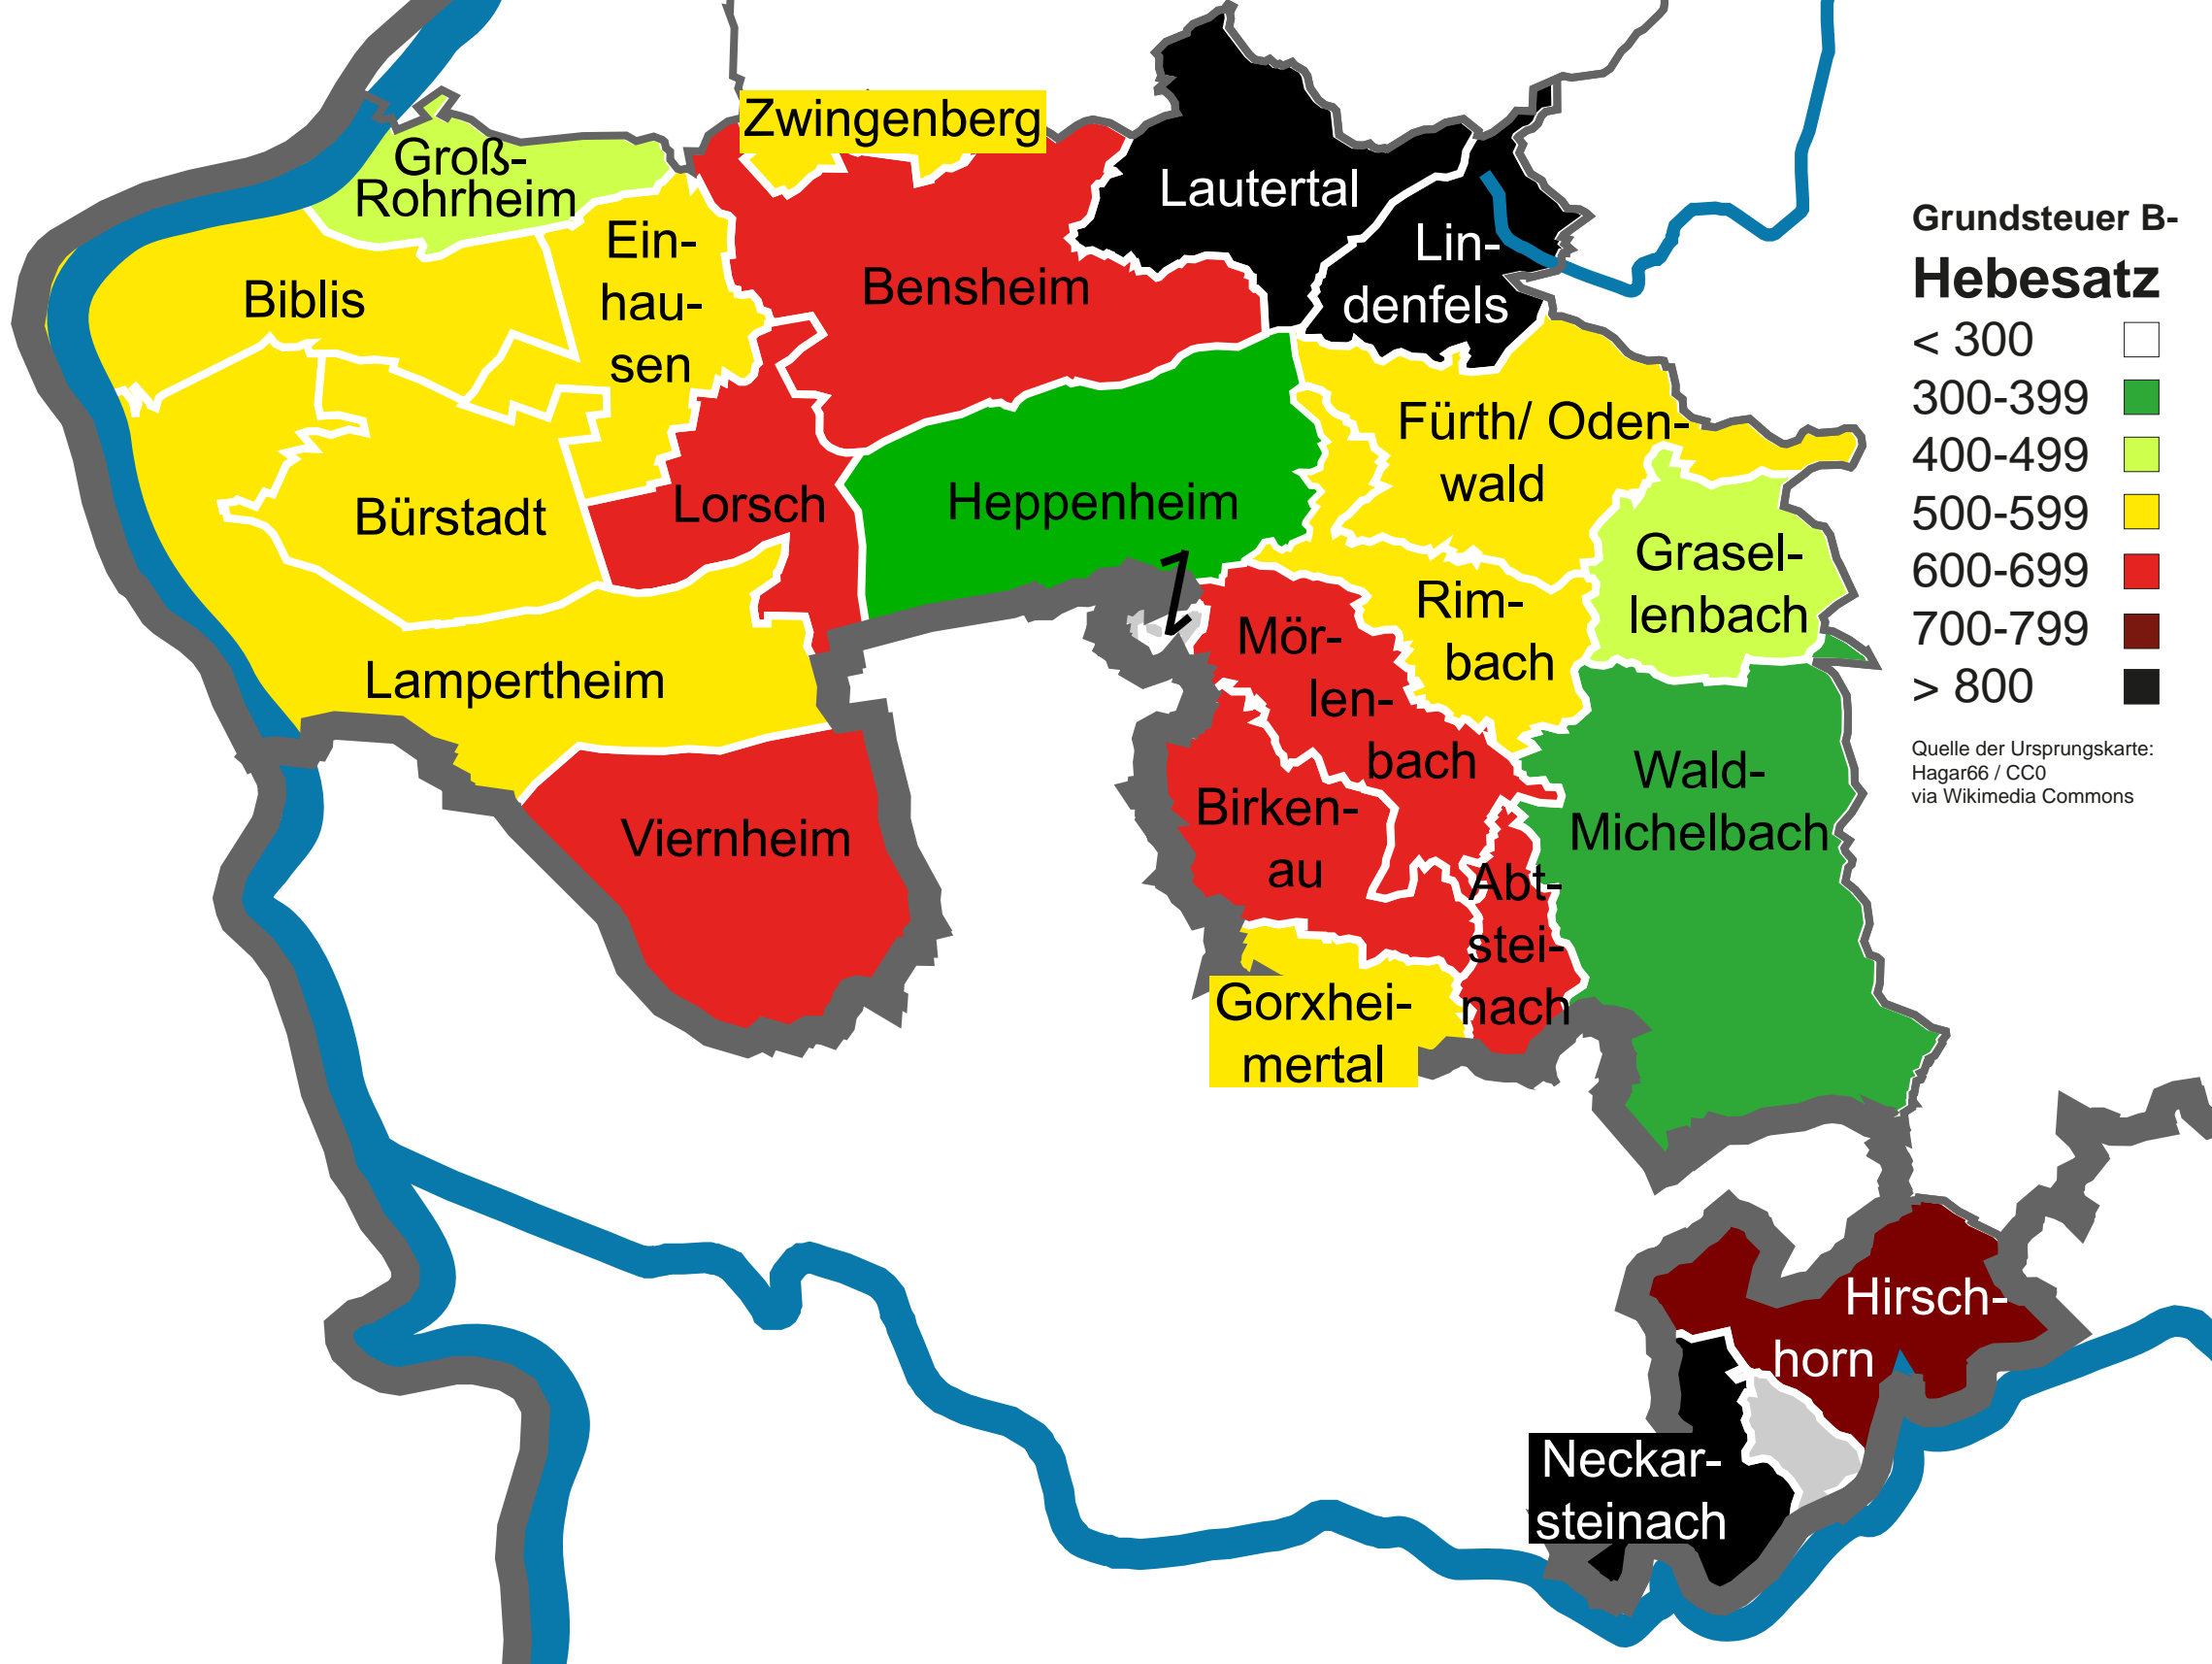 Zwingenberg
Groß-
Rohrheim
Lautertal
Ein-
hau-
sen
Lin-
denfels
Biblis
Bensheim
Fürth/ Oden-
wald
Bürstadt
Lorsch
Heppenheim
Grasel-
lenbach
Rim-
bach
Mör-
len-
bach
Lampertheim
Wald-
Michelbach
Birken-
au
Viernheim
Abt-
stei-
nach
Gorxhei-
mertal
Hirsch-
horn
Neckar-
steinach
Grundsteuer B-
Hebesatz
< 300
300-399
400-499
500-599
600-699
700-799
> 800
Quelle der Ursprungskarte:
Hagar66 / CC0
via Wikimedia Commons